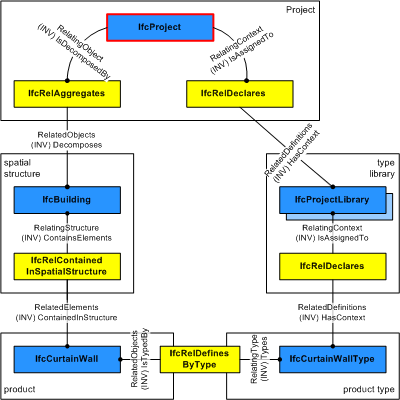 Project
IfcProject
RelatingObject
(INV) IsDecomposedBy
RelatingContext
(INV) IsAssignedTo
IfcRelAggregates
IfcRelDeclares
RelatedObjects
(INV) Decomposes
RelatedDefinitions
(INV) HasContext
spatial
structure
type
library
IfcBuilding
IfcProjectLibrary
RelatingStructure
(INV) ContainsElements
RelatingContext
(INV) IsAssignedTo
IfcRelContained
InSpatialStructure
IfcRelDeclares
RelatedElements
(INV) ContainedInStructure
RelatedDefinitions
(INV) HasContext
IfcCurtainWall
RelatedObjects
(INV) IsTypedBy
IfcRelDefines
ByType
RelatingType
(INV) Types
IfcCurtainWallType
product
product type